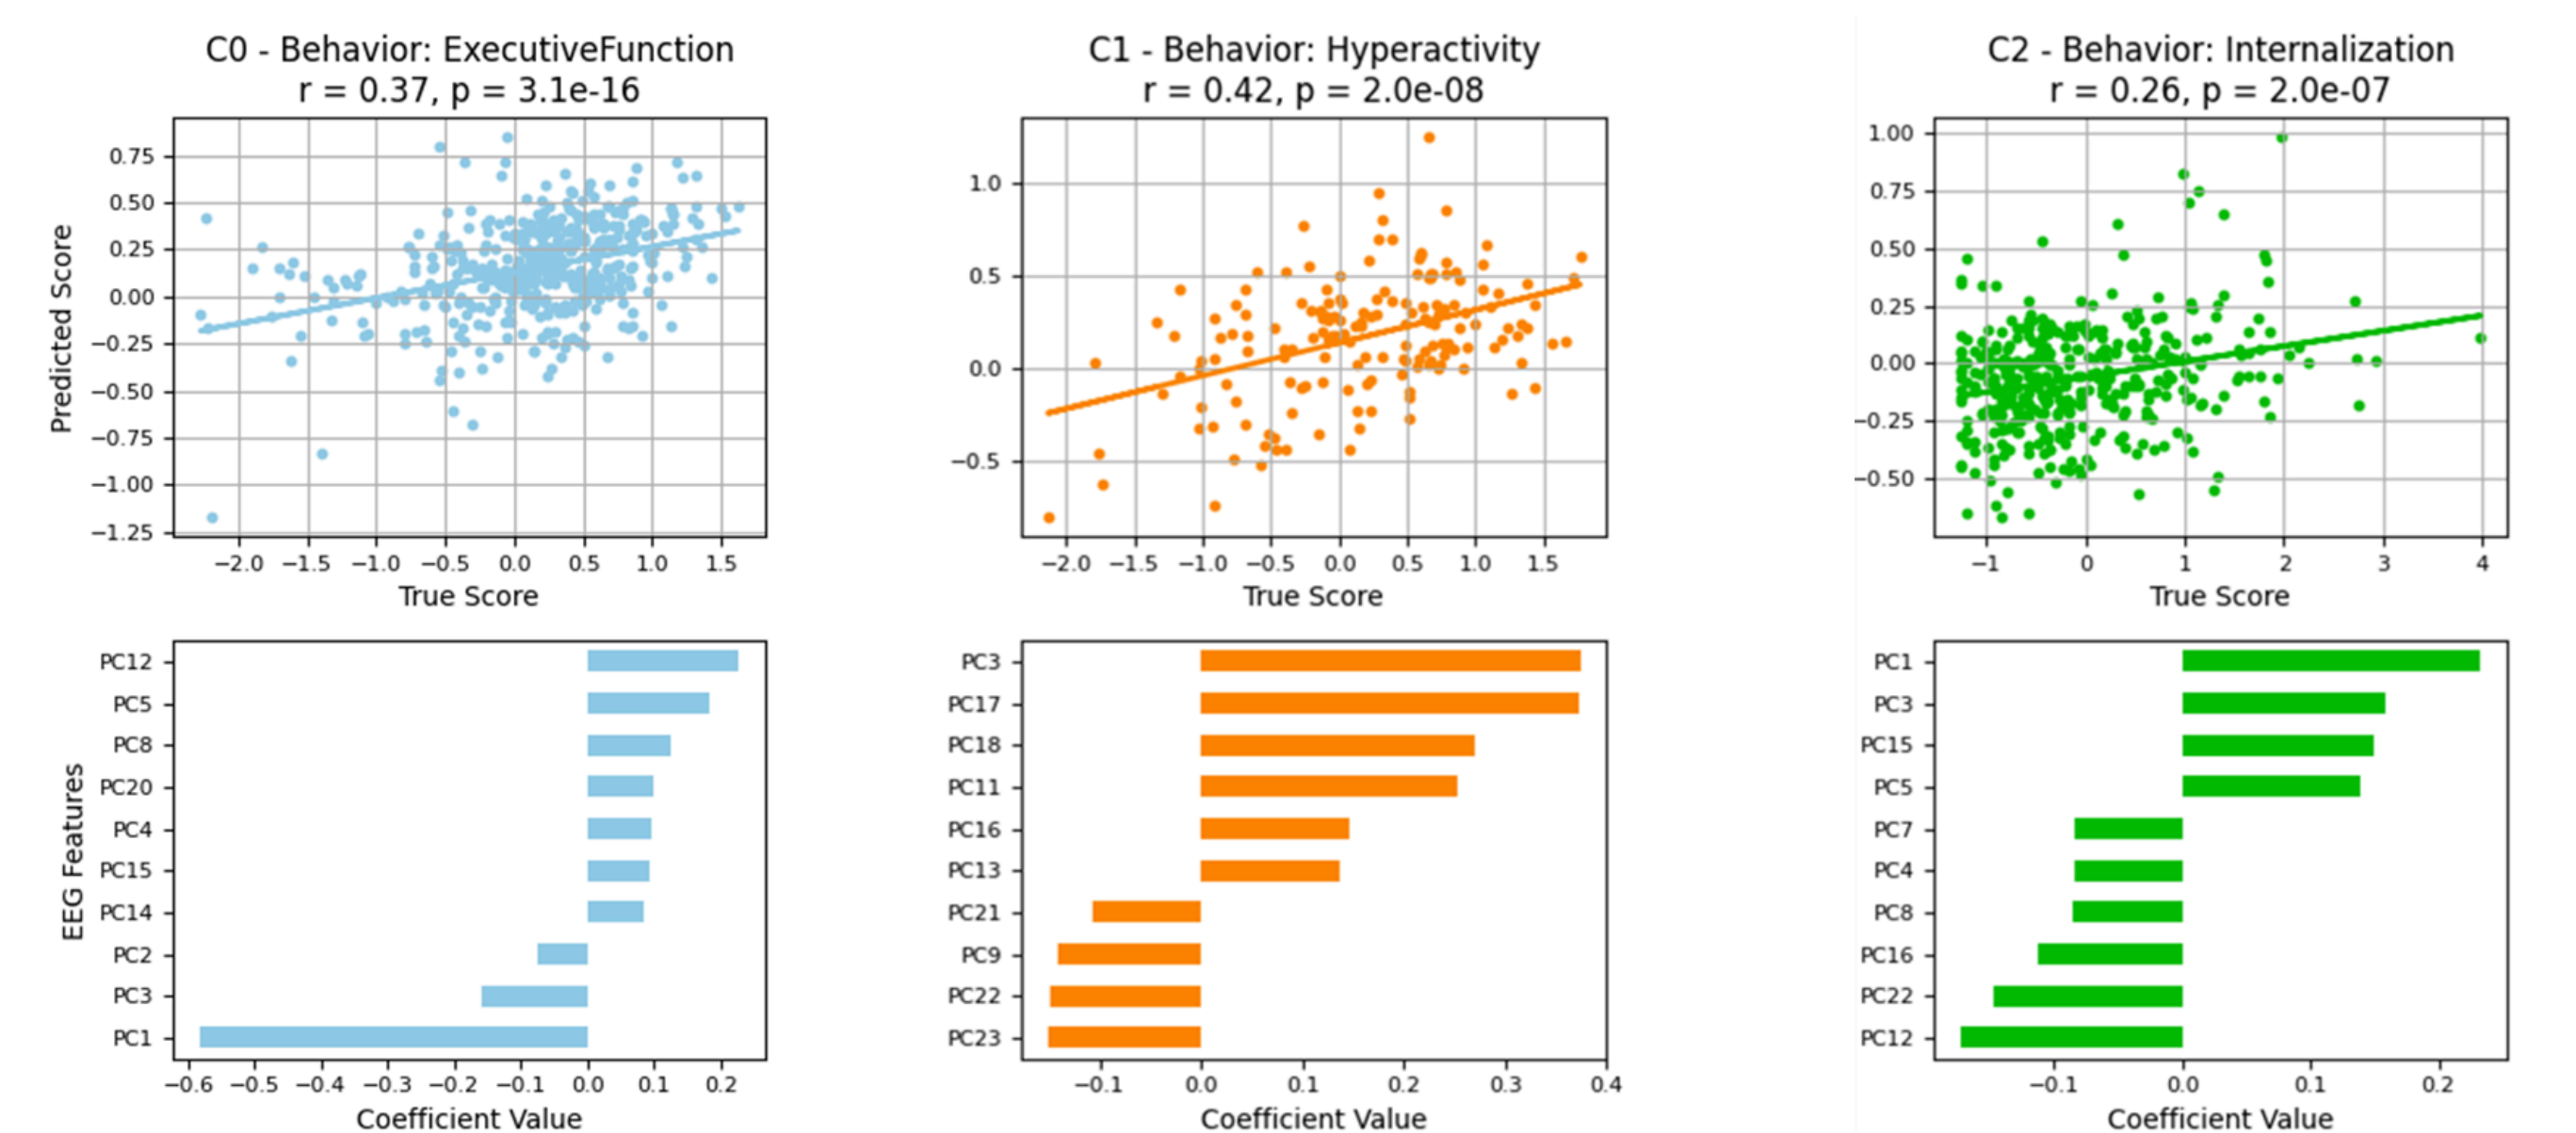 C0 - Behavior: ExecutiveFunction
r = 0.37, p = 3.1e-16
Predicted Score
0.75
0.50
0.25
0.00
−0.25
−0.50
−0.75
−1.00
−1.25
−2.0 −1.5 −1.0 −0.5 0.0 0.5 1.0 1.5
True Score
C1 - Behavior: Hyperactivity
r = 0.42, p = 2.0e-08
1.0
0.5
0.0
−0.5
−2.0 −1.5 −1.0 −0.5 0.0 0.5 1.0 1.5
True Score
C2 - Behavior: Internalization
r = 0.26, p = 2.0e-07
1.00
0.75
0.50
0.25
0.00
−0.25
−0.50
−1 0 1 2 3 4
True Score
EEG Features
PC12
PC5
PC8
PC20
PC4
PC15
PC14
PC2
PC3
PC1
−0.6 −0.5 −0.4 −0.3 −0.2 −0.1 0.0 0.1 0.2
Coefficient Value
PC3
PC17
PC18
PC11
PC16
PC13
PC21
PC9
PC22
PC23
−0.1 0.0 0.1 0.2 0.3 0.4
Coefficient Value
PC1
PC3
PC15
PC5
PC7
PC4
PC8
PC16
PC22
PC12
−0.1 0.0 0.1 0.2
Coefficient Value